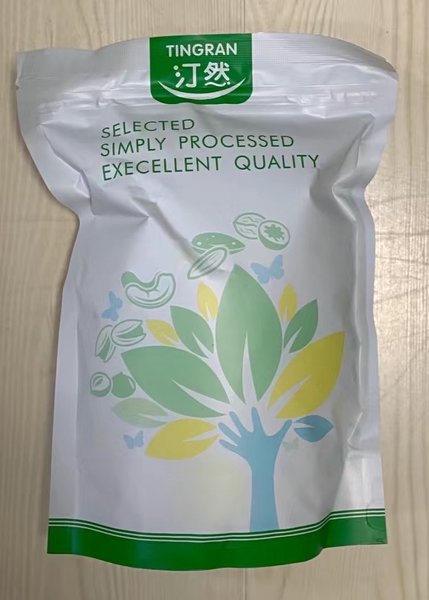 TINGRAN
汀然
SELECTED
SIMPLY PROCESSED
EXECELLENT QUALITY